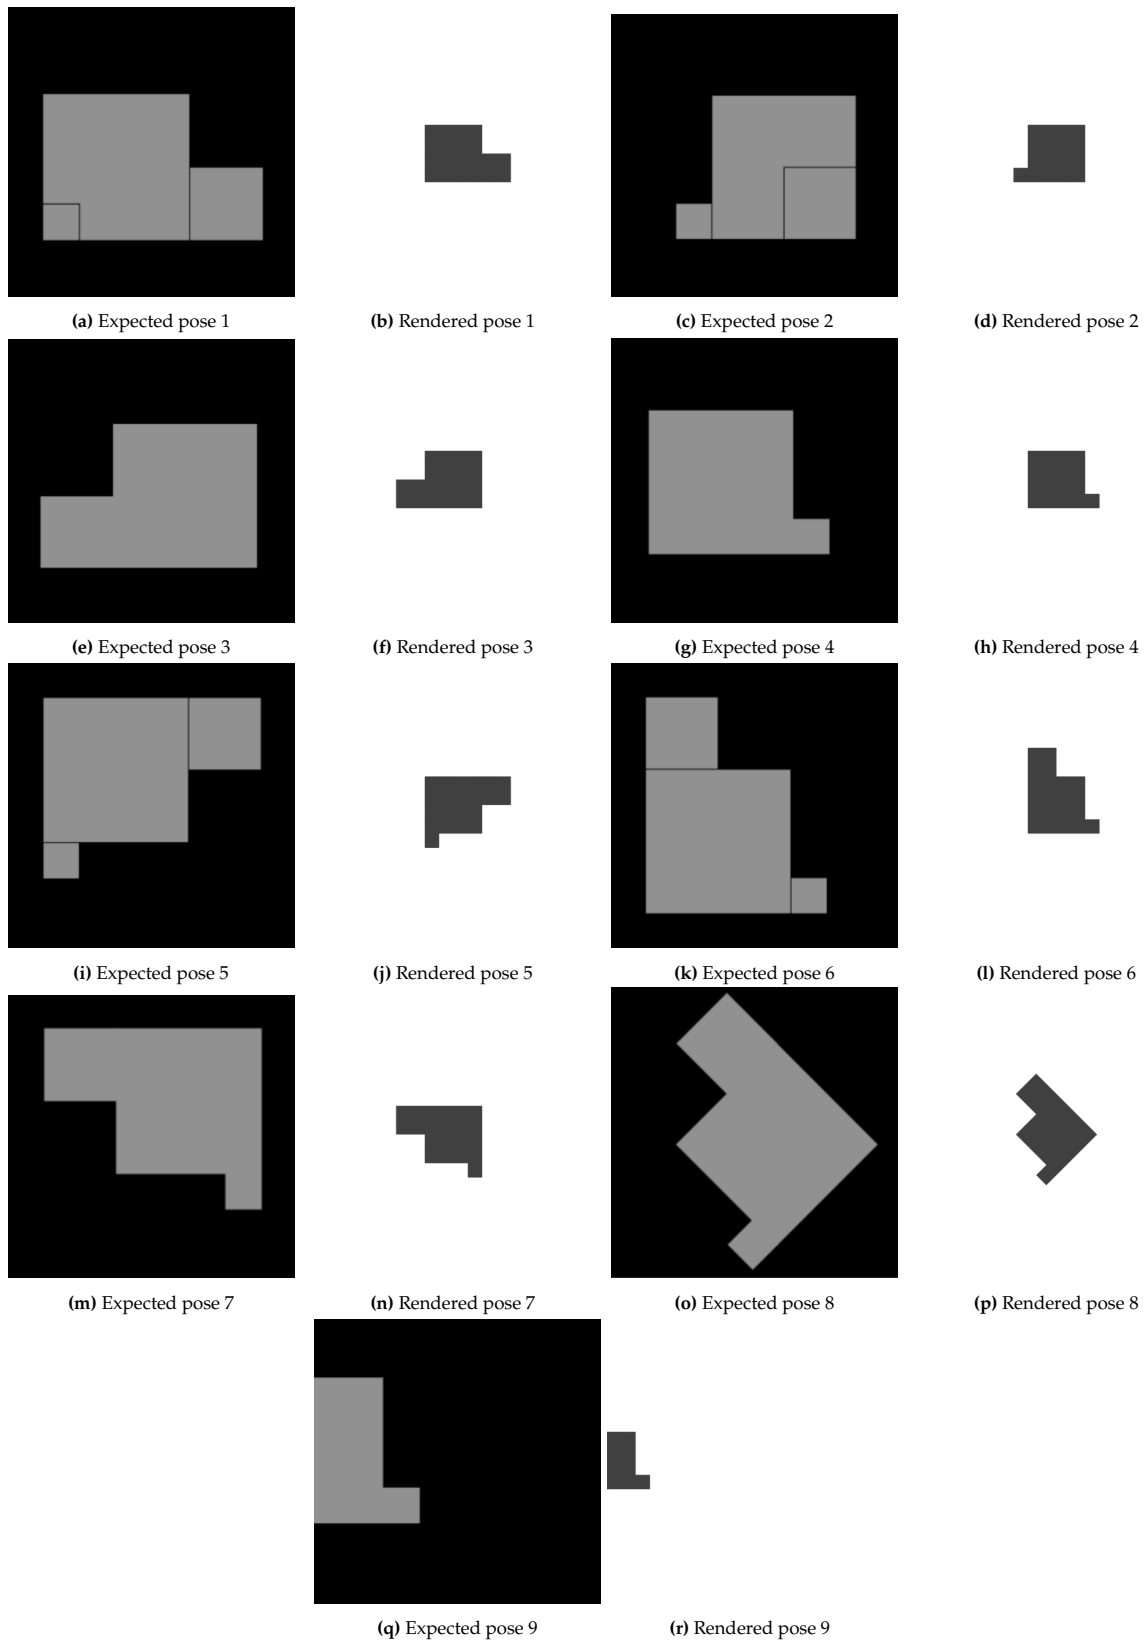 (a) Expected pose 1
(b) Rendered pose 1
(c) Expected pose 2
(d) Rendered pose 2
(e) Expected pose 3
(f) Rendered pose 3
(g) Expected pose 4
(h) Rendered pose 4
(i) Expected pose 5
(j) Rendered pose 5
(k) Expected pose 6
(l) Rendered pose 6
(m) Expected pose 7
(n) Rendered pose 7
(o) Expected pose 8
(p) Rendered pose 8
(q) Expected pose 9
(r) Rendered pose 9